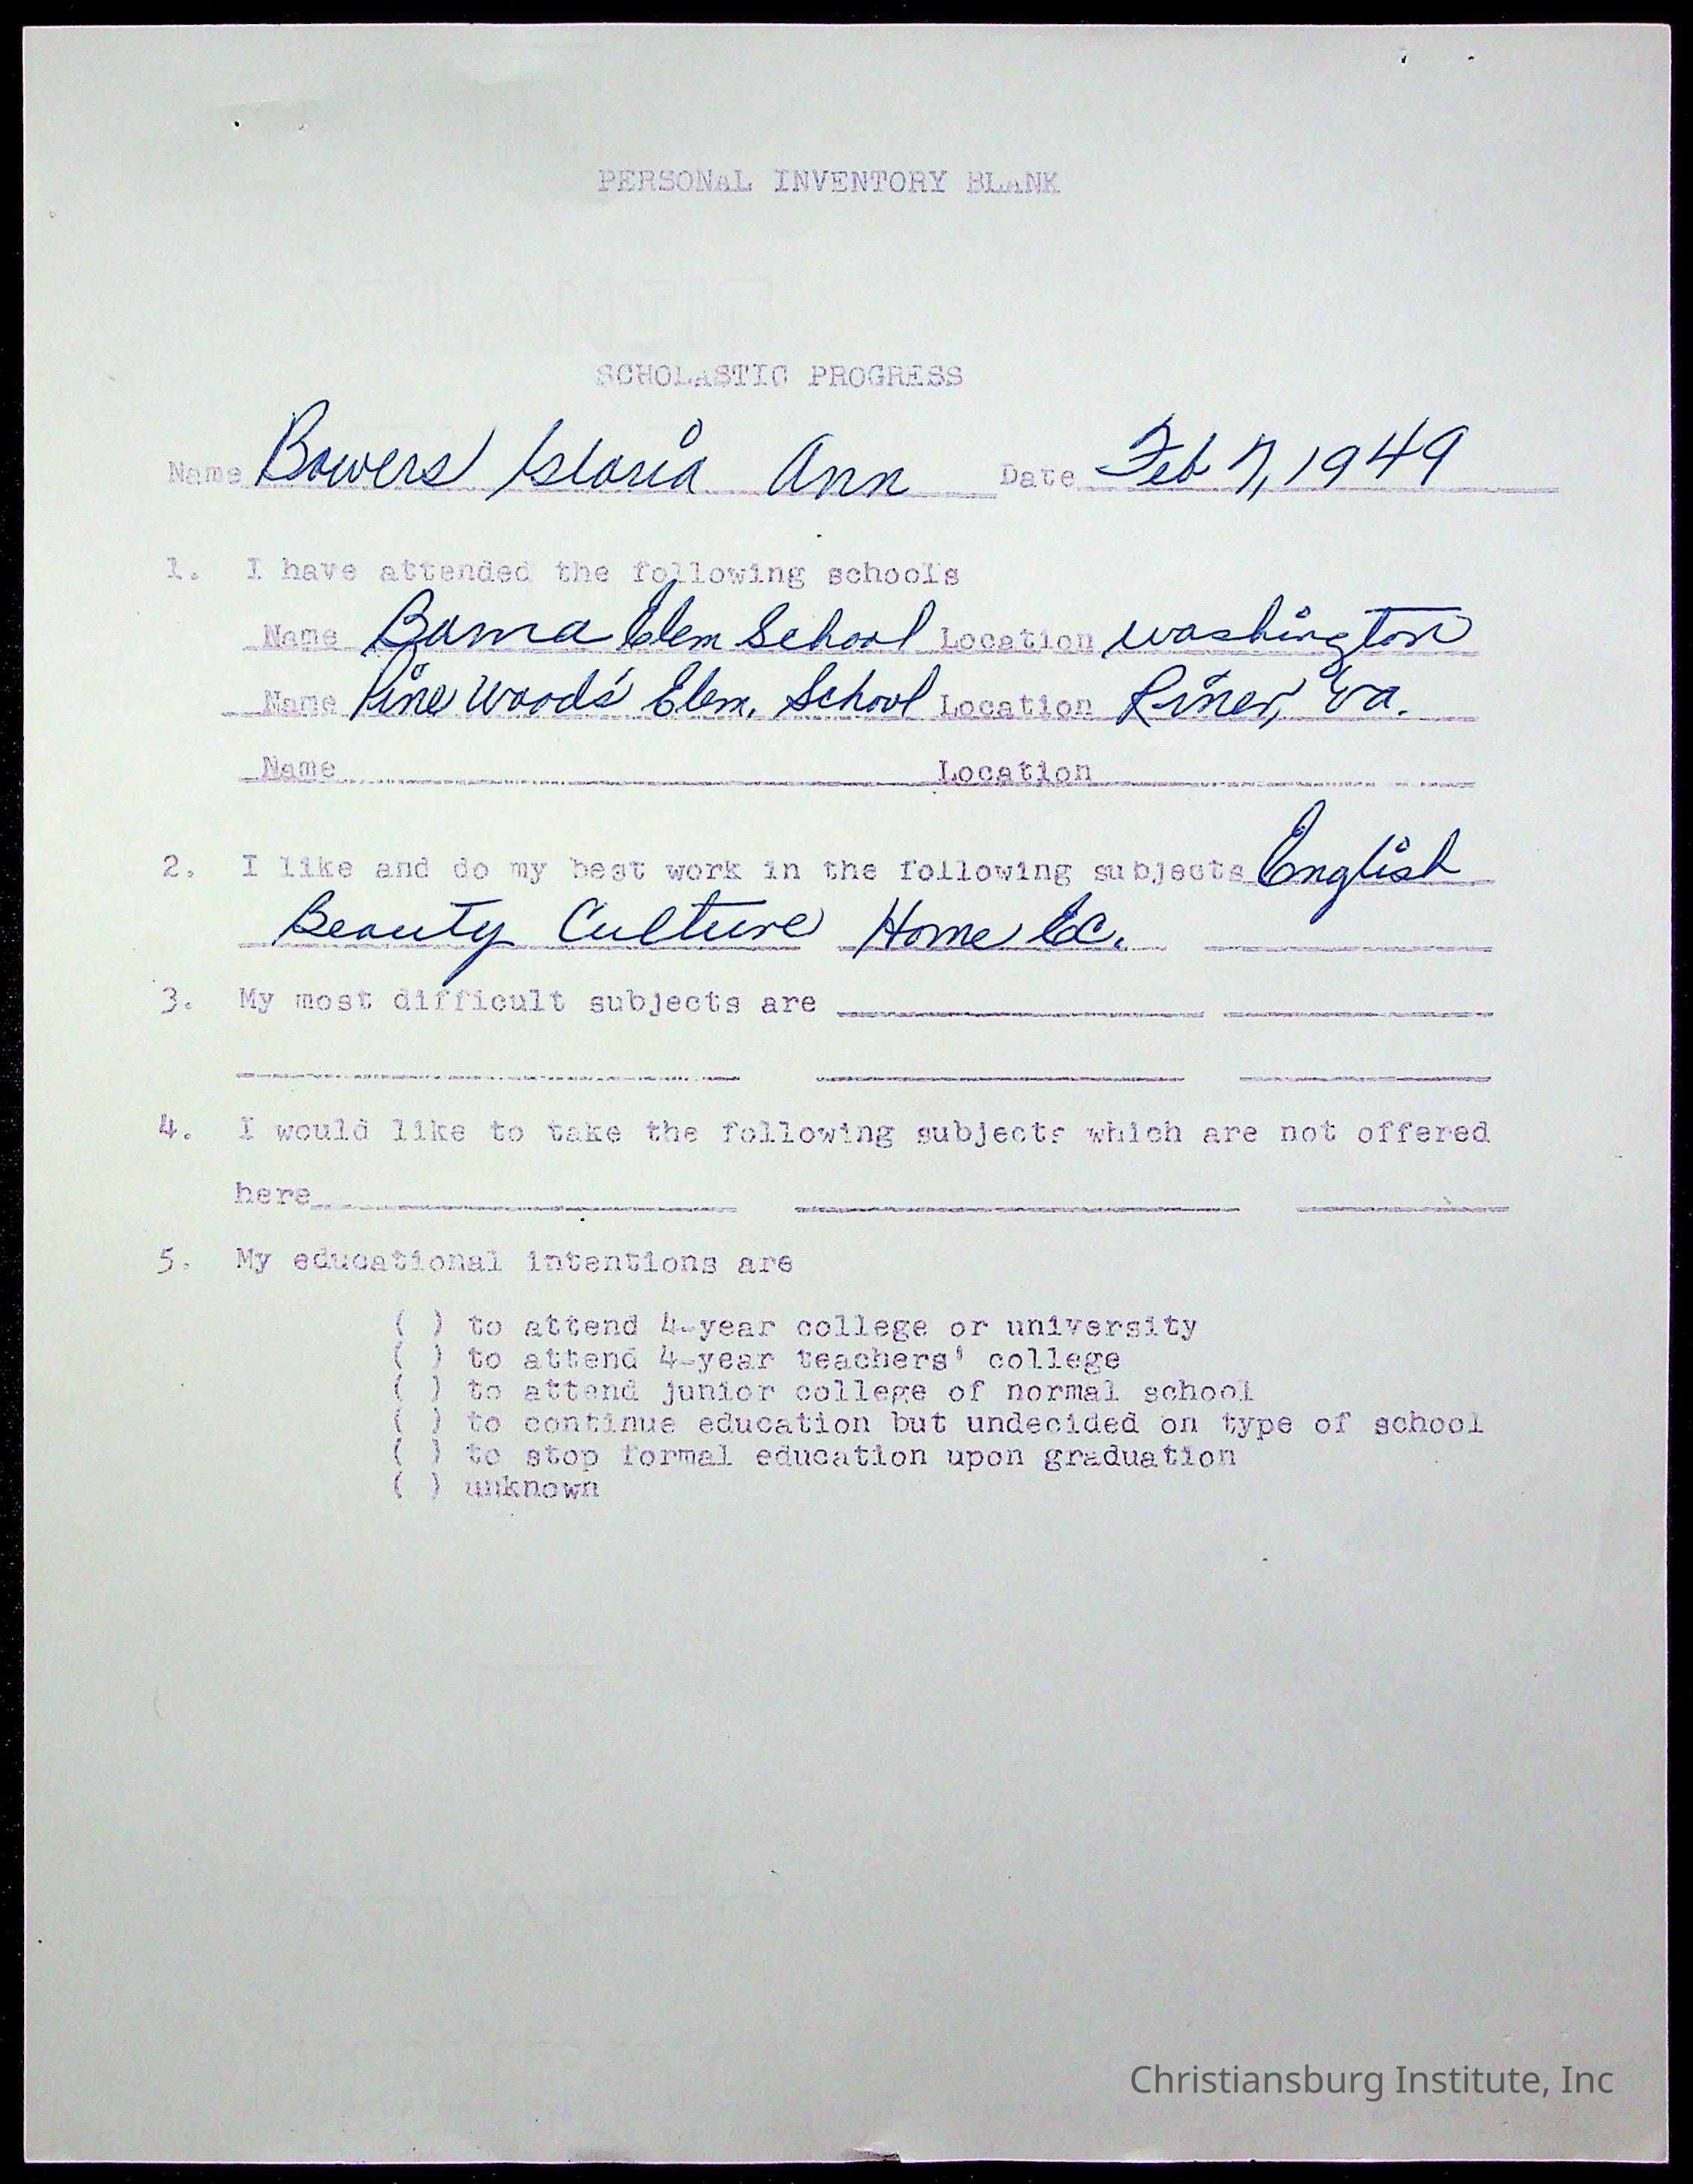 PERSONAL INVENTORY BLANK
SCHOLASTIC PROGRESS
Name Bowers Gloria Ann Date Feb 7, 1949
1. I have attended the following schools
Name Elem School Location Washington
Name Pine Woods Elem. School Location Riner, Va.
Name Location
2. I like and do my best work in the following subjects English
Beauty Culture Home Ec.
3. My most difficult subjects are
4. I would like to take the following subjects which are not offered
here
5. My educational intentions are
( ) to attend 4-year college or university
( ) to attend 4-year teachers' college
( ) to attend junior college of normal school
( ) to continue education but undecided on type of school
( ) to stop formal education upon graduation
( ) unknown
Christiansburg Institute, Inc